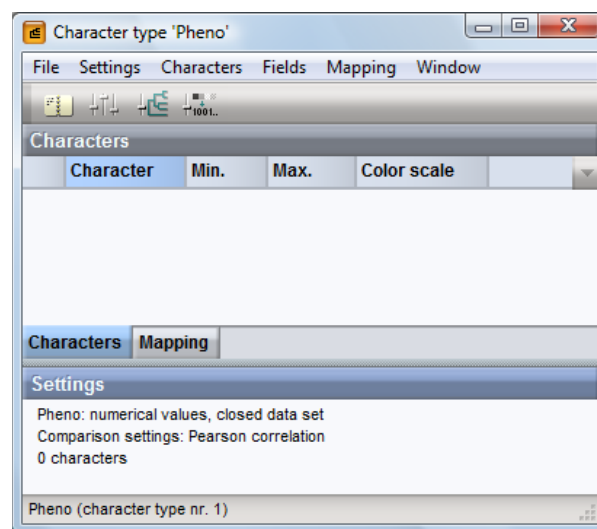 Character type 'Pheno'
File Settings Characters Fields Mapping Window
1001..
Characters
Character Min. Max. Color scale
Characters Mapping
Settings
Pheno: numerical values, closed data set
Comparison settings: Pearson correlation
0 characters
Pheno (character type nr. 1)